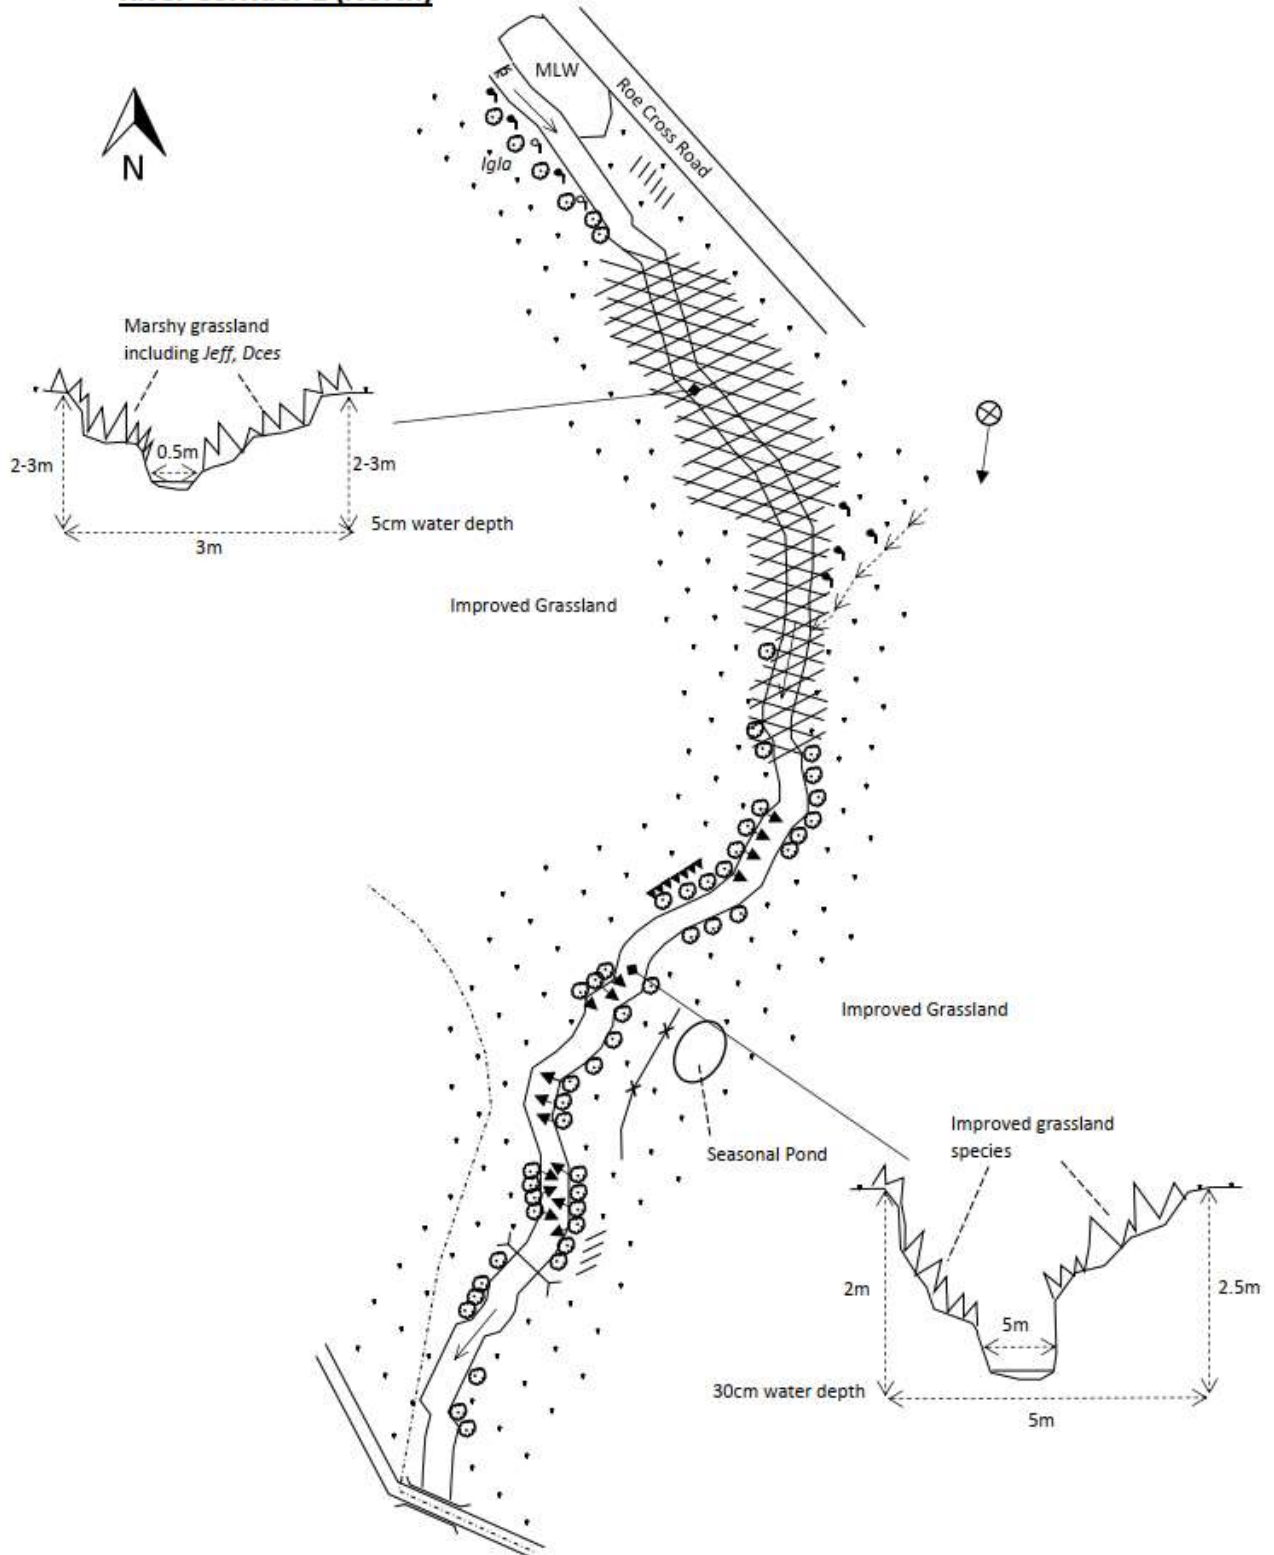 MLW
Roe Cross Road
N
Igla
Marshy grassland
including Jeff, Dces
0.5m
2-3m
2-3m
5cm water depth
3m
Improved Grassland
Improved Grassland
Seasonal Pond
Improved grassland
species
2m
2.5m
5m
30cm water depth
5m